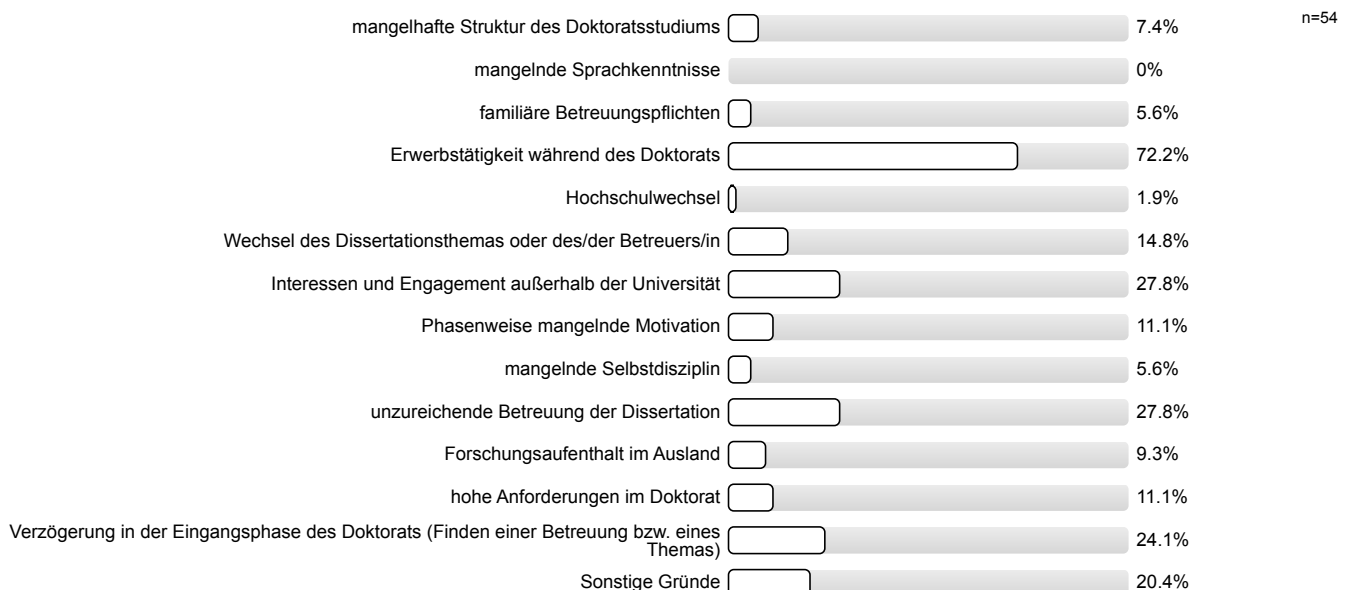 mangelhafte Struktur des Doktoratsstudiums 7.4% n=54
mangelnde Sprachkenntnisse 0%
familiäre Betreuungspflichten 5.6%
Erwerbstätigkeit während des Doktorats 72.2%
Hochschulwechsel 1.9%
Wechsel des Dissertationsthemas oder des/der Betreuers/in 14.8%
Interessen und Engagement außerhalb der Universität 27.8%
Phasenweise mangelnde Motivation 11.1%
mangelnde Selbstdisziplin 5.6%
unzureichende Betreuung der Dissertation 27.8%
Forschungsaufenthalt im Ausland 9.3%
hohe Anforderungen im Doktorat 11.1%
Verzögerung in der Eingangsphase des Doktorats (Finden einer Betreuung bzw. eines
Themas) 24.1%
Sonstige Gründe 20.4%